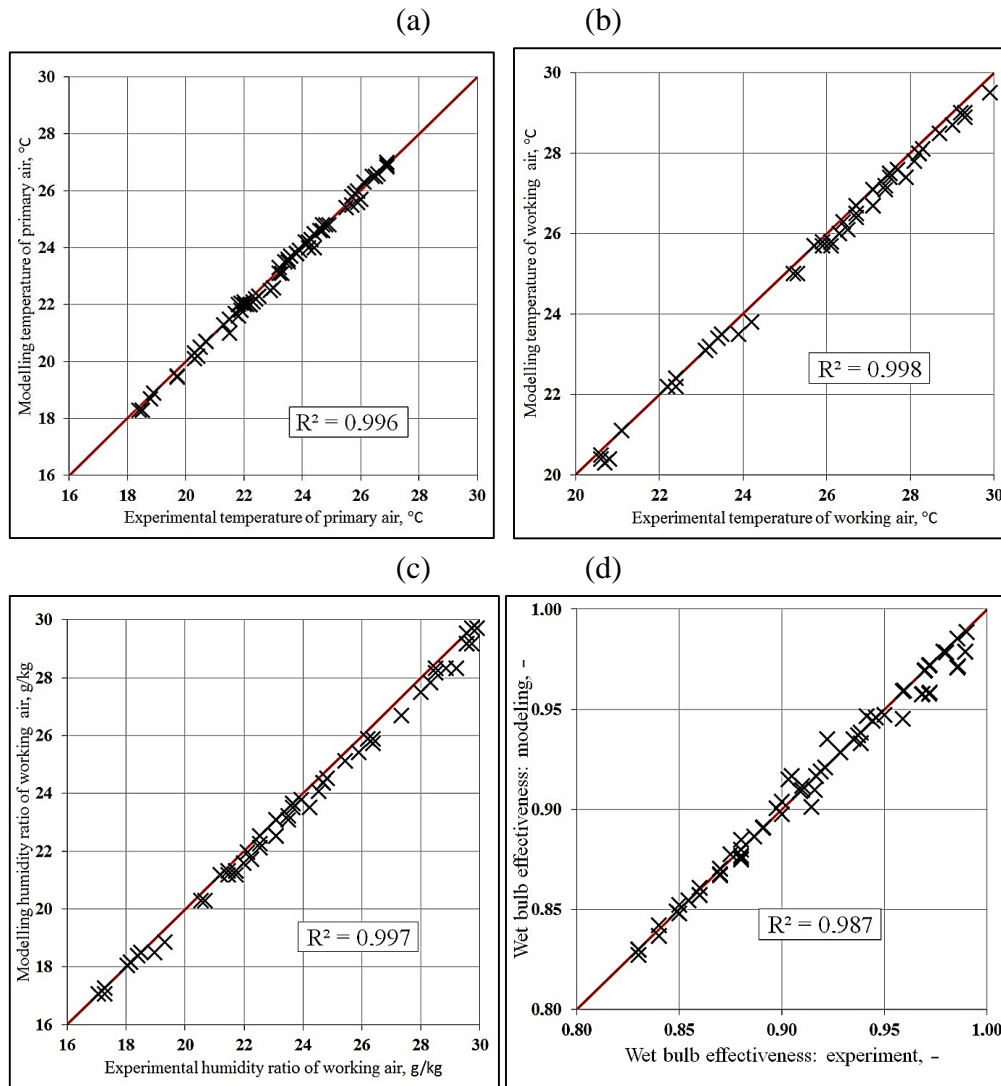 (a)
30
28
26
24
22
20
18
16
Modelling temperature of primary air, °C
R² = 0.996
16 18 20 22 24 26 28 30
Experimental temperature of primary air, °C
(b)
30
28
26
24
22
20
Modelling temperature of working air, °C
R² = 0.998
20 22 24 26 28 30
Experimental temperature of working air, °C
(c)
30
28
26
24
22
20
18
16
Modelling humidity ratio of working air, g/kg
R² = 0.997
16 18 20 22 24 26 28 30
Experimental humidity ratio of working air, g/kg
(d)
1.00
0.95
0.90
0.85
0.80
Wet bulb effectiveness: modeling, –
R² = 0.987
0.80 0.85 0.90 0.95 1.00
Wet bulb effectiveness: experiment, –